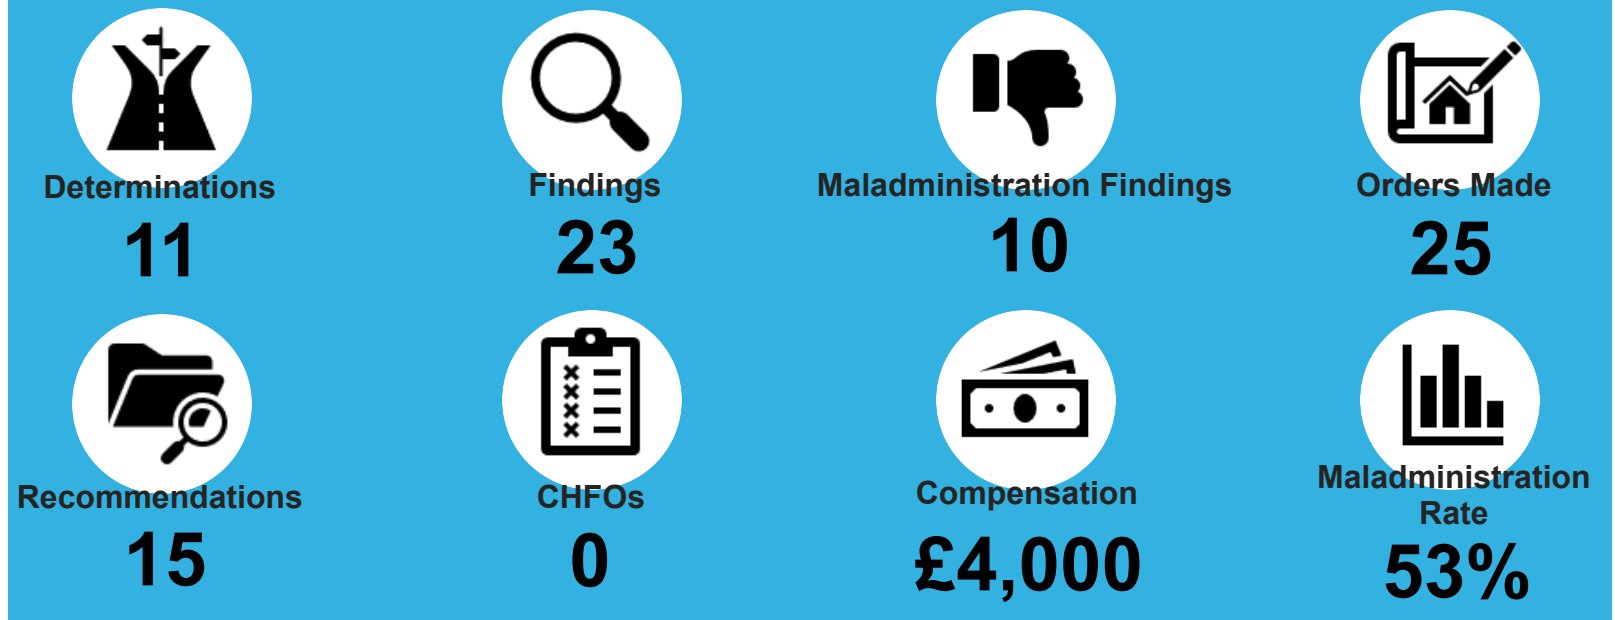 Determinations
11
Findings
23
Maladministration Findings
10
Orders Made
25
Recommendations
15
CHFOs
0
Compensation
£4,000
Maladministration
Rate
53%